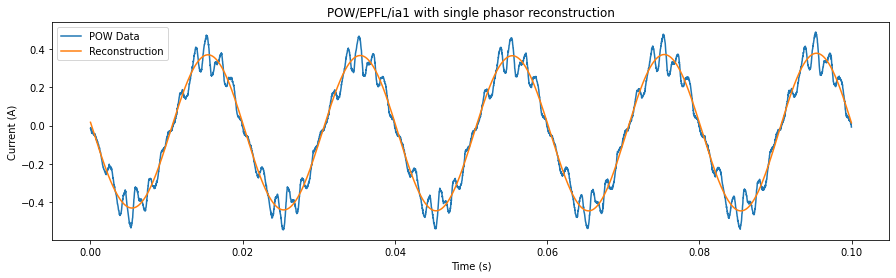 POW/EPFL/ia1 with single phasor reconstruction
POW Data
Reconstruction
Current (A)
0.4
0.2
0.0
−0.2
−0.4
0.00
0.02
0.04
0.06
0.08
0.10
Time (s)